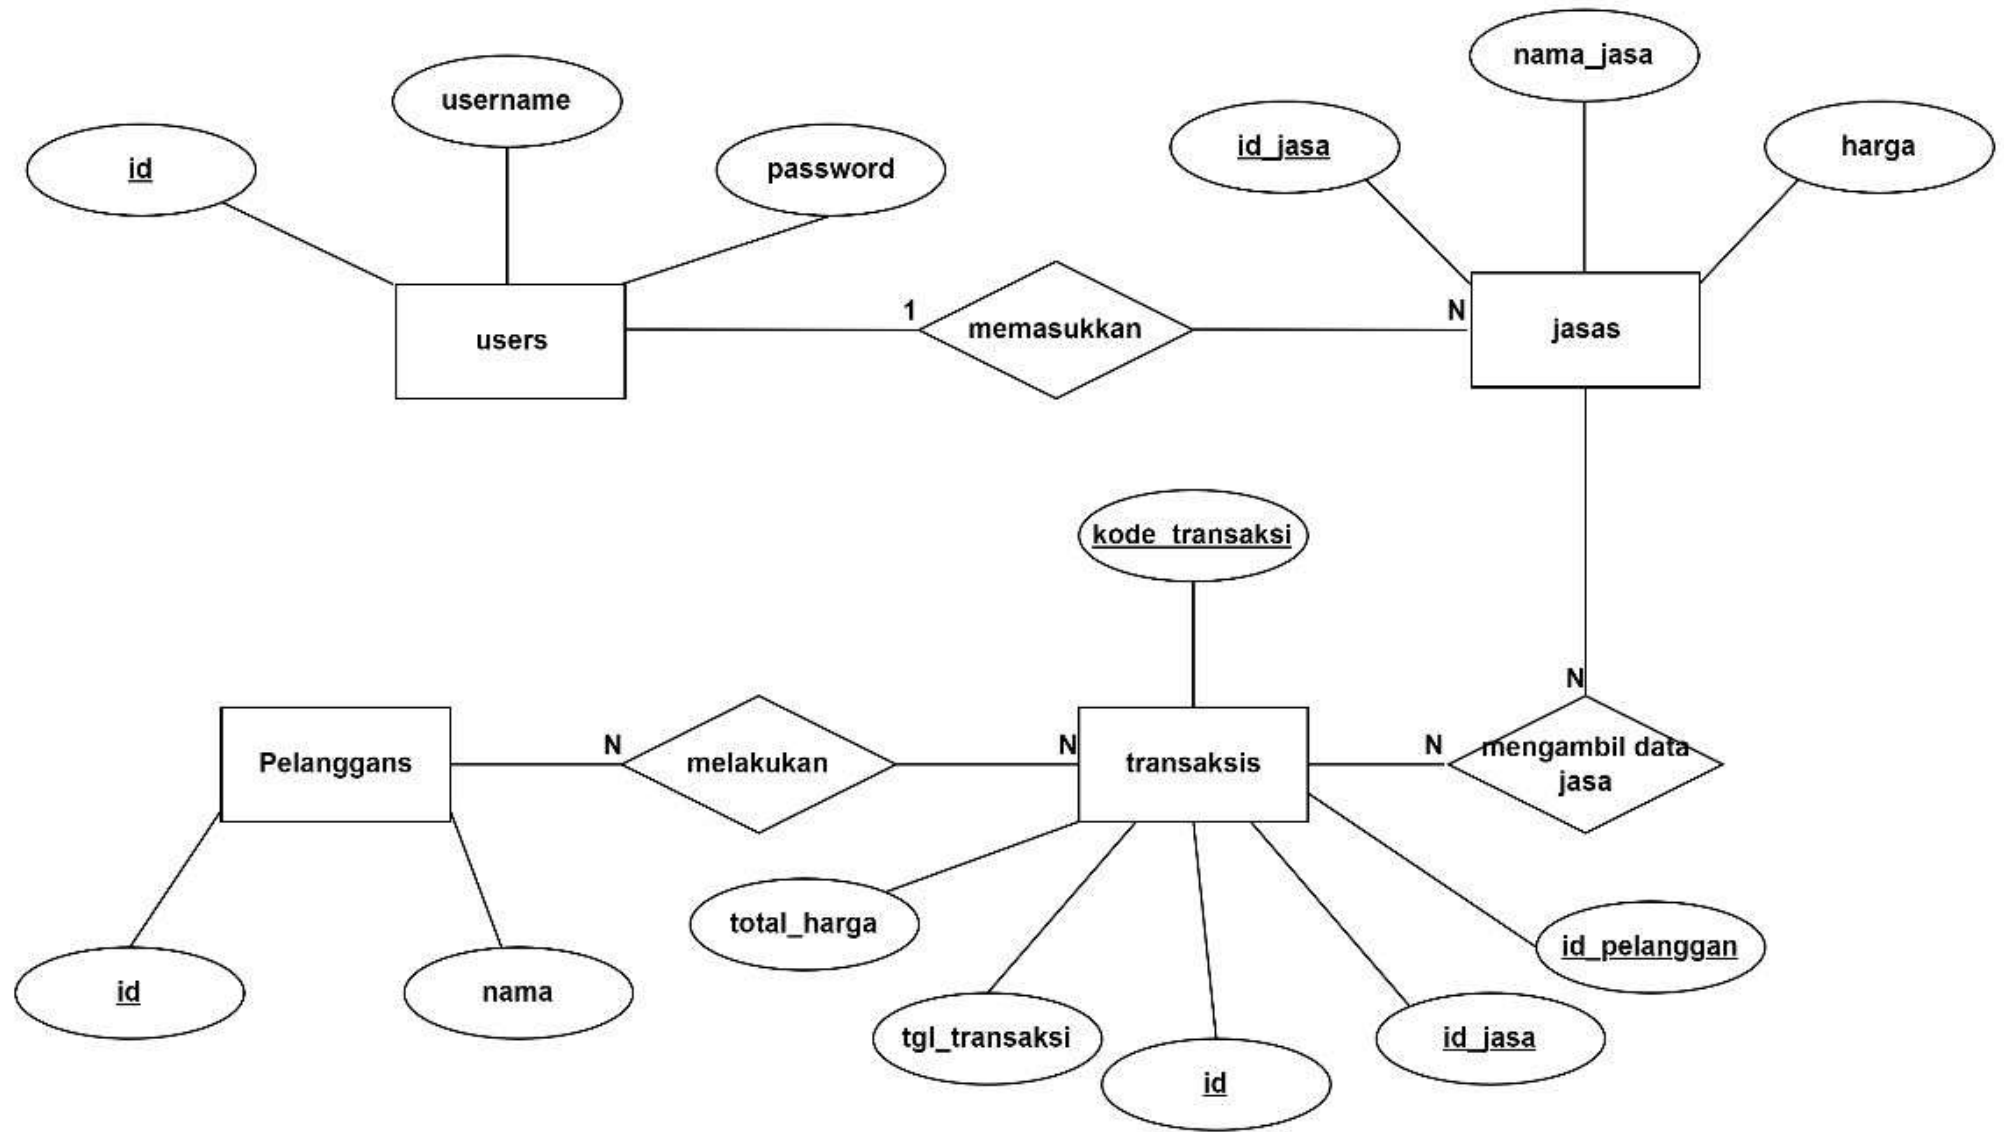 nama_jasa
username
id_jasa
harga
id
password
1
memasukkan
N
jasas
users
kode_transaksi
N
Pelanggans
N
melakukan
N
transaksis
N
mengambil data
jasa
total_harga
id_pelanggan
id
nama
tgl_transaksi
id_jasa
id